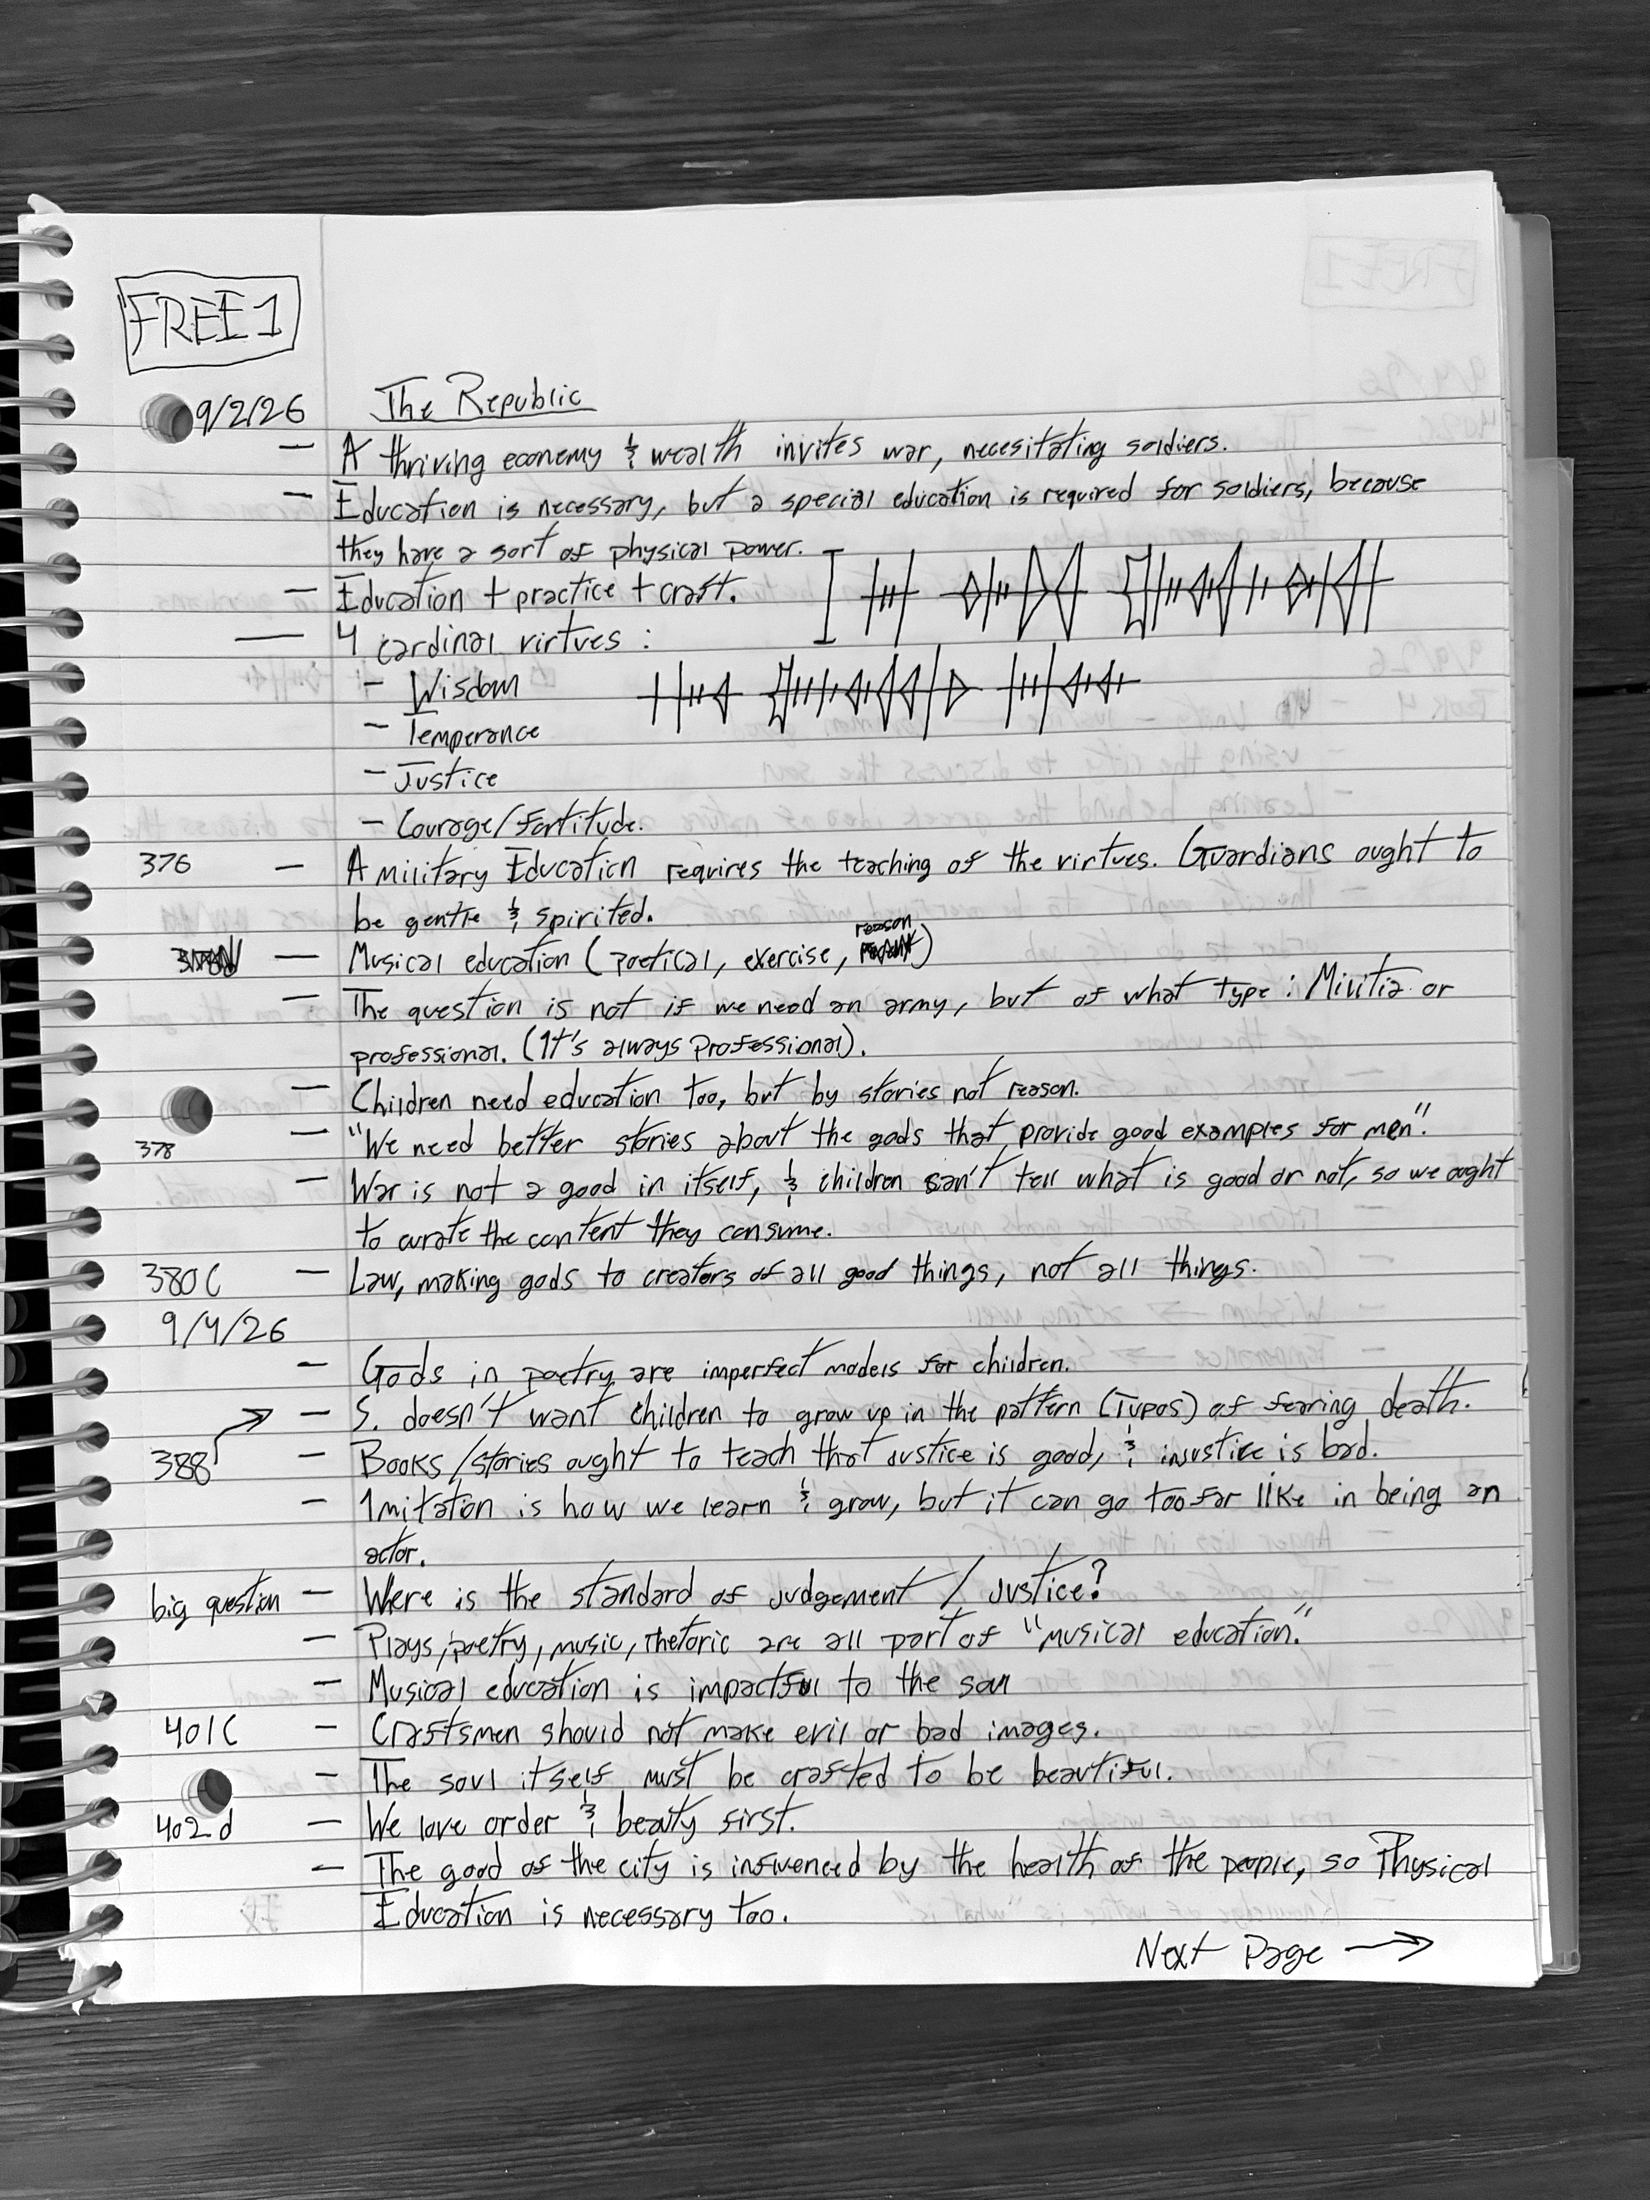 FREE1
9/2/26 The Republic
— A thriving economy & wealth invites war, necesitating soldiers.
— Education is necessary, but a special education is required for soldiers, because
they have a sort of physical power.
— Education + practice + craft.
— 4 cardinal virtues:
- Wisdom
- Temperance
- Justice
- Courage/Fortitude.
376 — A military Education requires the teaching of the virtues. Guardians ought to
be gentle & spirited.
— Musical education (poetical, exercise, reason)
— The question is not if we need an army, but of what type: Militia or
professional. (It's always Professional).
— Children need education too, but by stories not reason.
378 — "We need better stories about the gods that provide good examples for men".
— War is not a good in itself, & children can't tell what is good or not, so we ought
to curate the content they consume.
380C — Law, making gods to creators of all good things, not all things.
9/4/26
— Gods in poetry are imperfect models for children.
— S. doesn't want children to grow up in the pattern (Tupos) of fearing death.
388 — Books/stories ought to teach that justice is good, & injustice is bad.
— Imitation is how we learn & grow, but it can go too far like in being an
actor.
big question — Where is the standard of judgement / justice?
— Plays, poetry, music, rhetoric are all part of "musical education."
— Musical education is impactful to the soul
401C — Craftsmen should not make evil or bad images.
— The soul itself must be crafted to be beautiful.
402d — We love order & beauty first.
— The good of the city is influenced by the health of the people, so Physical
Education is necessary too.
Next Page →